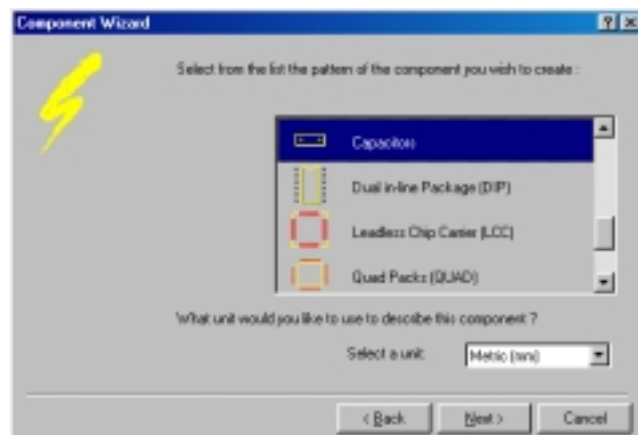 Component Wizard
Select from the list the pattern of the component you wish to create :
Capacitors
Dual in-line Package (DIP)
Leadless Chip Carrier (LCC)
Quad Packs (QUAD)
What unit would you like to use to describe this component ?
Select a unit: Metric (mm)
< Back Next > Cancel